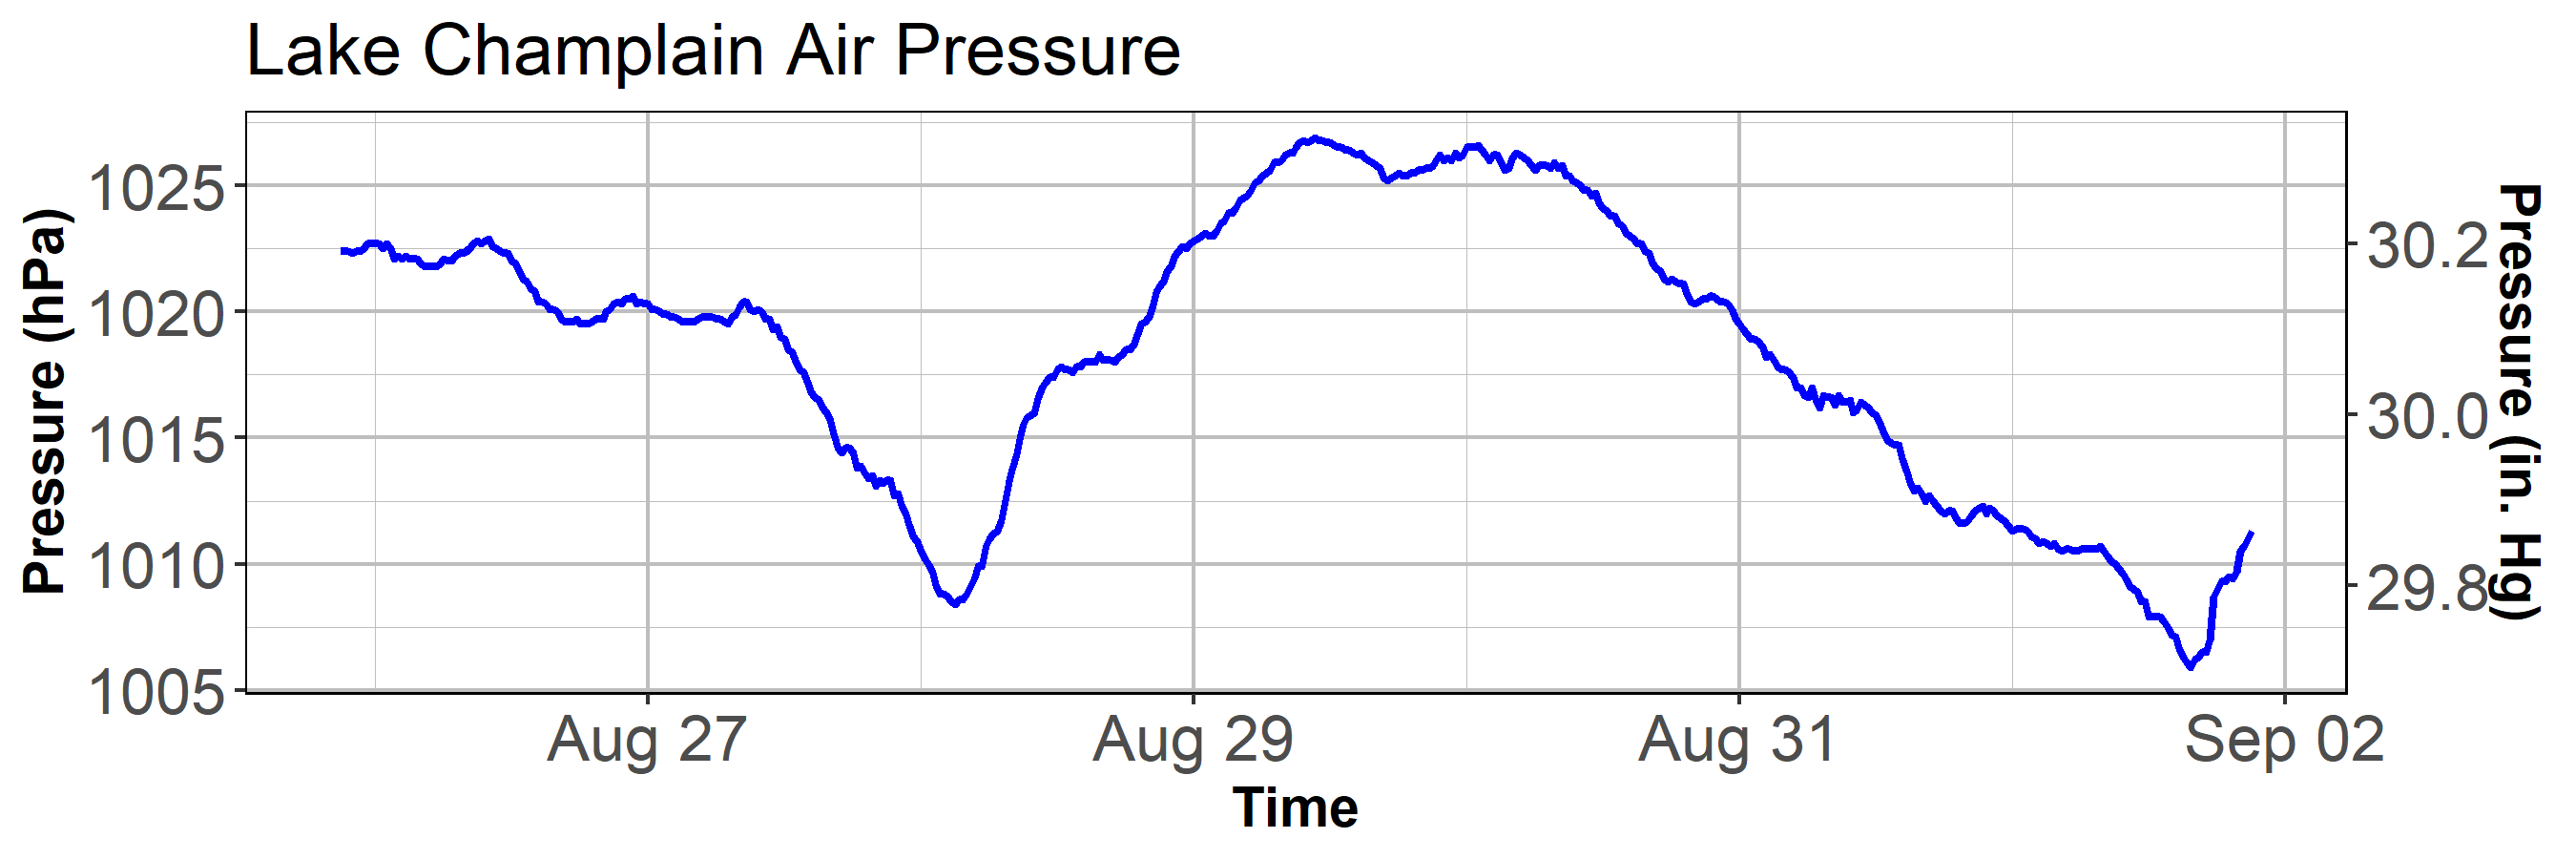 Lake Champlain Air Pressure
Pressure (hPa)
1025
1020
1015
1010
1005
30.2
30.0
29.8
Pressure (in. Hg)
Aug 27 Aug 29 Aug 31 Sep 02
Time